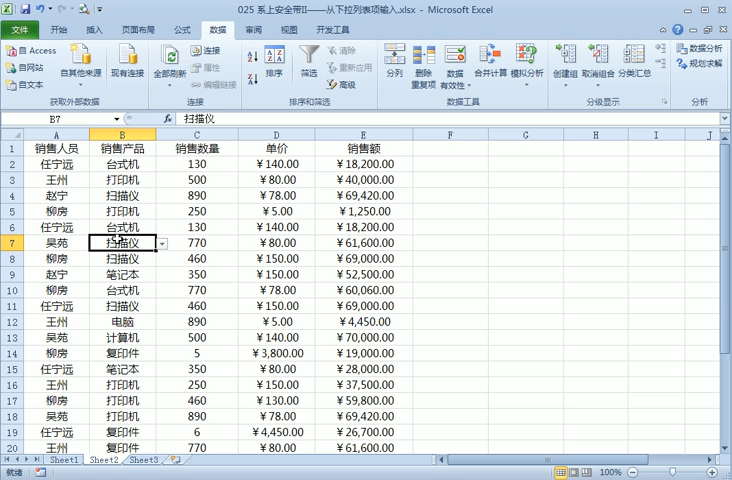 025 系上安全带II——从下拉列表项输入.xlsx - Microsoft Excel
文件 开始 插入 页面布局 公式 数据 审阅 视图 开发工具
自 Access
自网站
自文本
自其他来源 现有连接
全部刷新
连接
属性
编辑链接
排序 筛选
清除
重新应用
高级
分列 删除重复项 数据有效性 合并计算 模拟分析
创建组 取消组合 分类汇总
数据分析
规划求解
获取外部数据 连接 排序和筛选 数据工具 分级显示 分析
B7 扫描仪
A B C D E F G H I J
1 销售人员 销售产品 销售数量 单价 销售额
2 任宁远 台式机 130 ￥140.00 ￥18,200.00
3 王州 打印机 500 ￥80.00 ￥40,000.00
4 赵宁 扫描仪 890 ￥78.00 ￥69,420.00
5 柳房 打印机 250 ￥5.00 ￥1,250.00
6 任宁远 台式机 130 ￥140.00 ￥18,200.00
7 吴苑 扫描仪 770 ￥80.00 ￥61,600.00
8 柳房 扫描仪 460 ￥150.00 ￥69,000.00
9 赵宁 笔记本 350 ￥150.00 ￥52,500.00
10 柳房 台式机 770 ￥78.00 ￥60,060.00
11 任宁远 扫描仪 460 ￥150.00 ￥69,000.00
12 王州 电脑 890 ￥5.00 ￥4,450.00
13 吴苑 计算机 500 ￥140.00 ￥70,000.00
14 柳房 复印件 5 ￥3,800.00 ￥19,000.00
15 任宁远 笔记本 350 ￥80.00 ￥28,000.00
16 王州 打印机 250 ￥150.00 ￥37,500.00
17 柳房 打印机 460 ￥130.00 ￥59,800.00
18 吴苑 打印机 890 ￥78.00 ￥69,420.00
19 任宁远 复印件 6 ￥4,450.00 ￥26,700.00
20 王州 复印件 770 ￥80.00 ￥61,600.00
Sheet1 Sheet2 Sheet3
就绪 100%